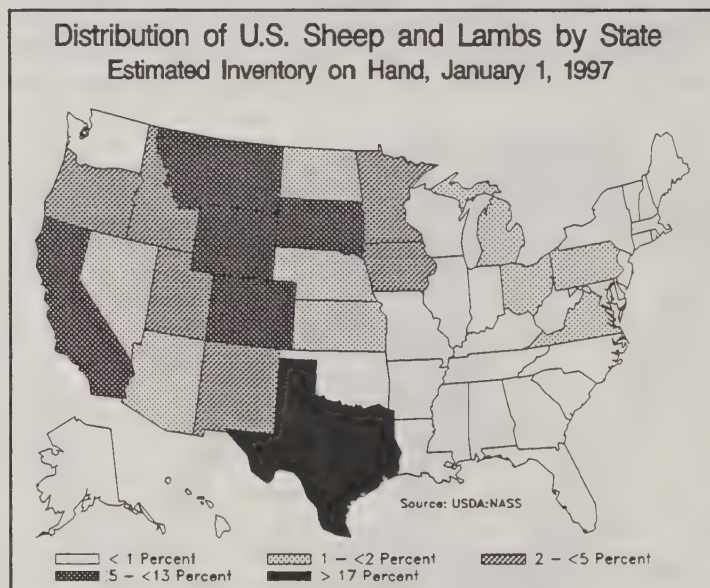 Distribution of U.S. Sheep and Lambs by State
Estimated Inventory on Hand, January 1, 1997
Source: USDA:NASS
< 1 Percent 1 – <2 Percent 2 – <5 Percent
5 – <13 Percent > 17 Percent